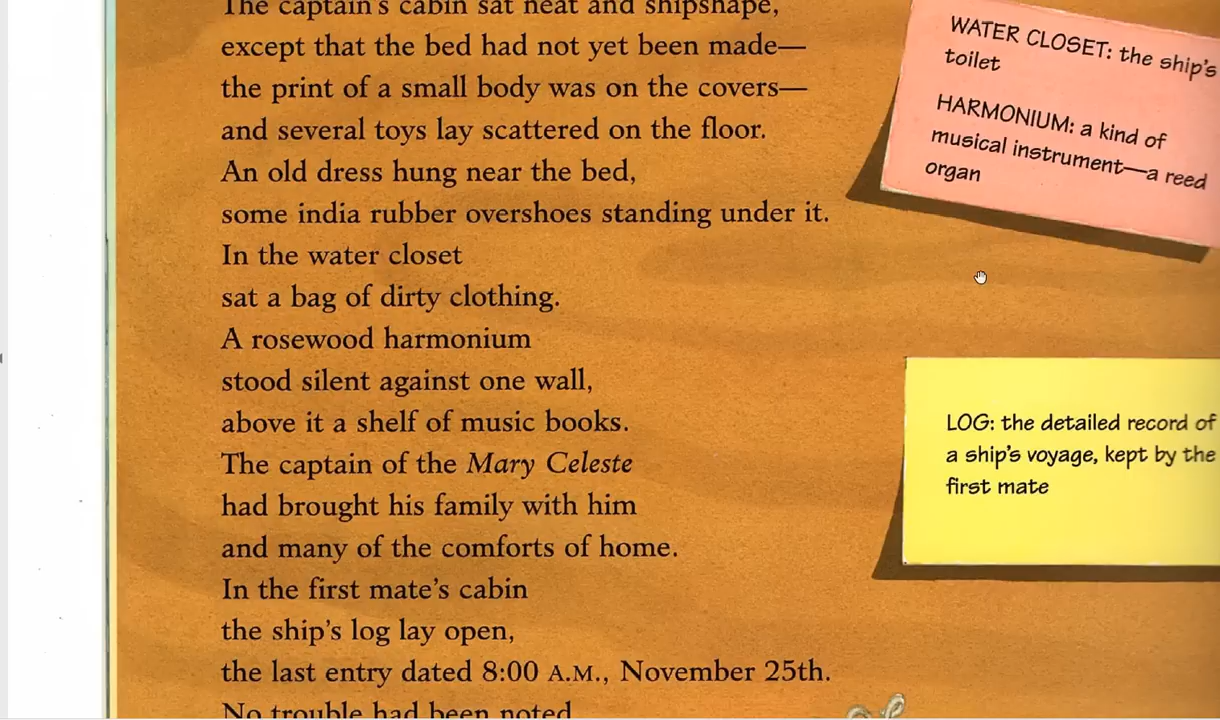 The captain's cabin sat neat and shipshape,
except that the bed had not yet been made—
the print of a small body was on the covers—
and several toys lay scattered on the floor.
An old dress hung near the bed,
some india rubber overshoes standing under it.
In the water closet
sat a bag of dirty clothing.
A rosewood harmonium
stood silent against one wall,
above it a shelf of music books.
The captain of the Mary Celeste
had brought his family with him
and many of the comforts of home.
In the first mate's cabin
the ship's log lay open,
the last entry dated 8:00 A.M., November 25th.
No trouble had been noted
WATER CLOSET: the ship's
toilet
HARMONIUM: a kind of
musical instrument—a reed
organ
LOG: the detailed record of
a ship's voyage, kept by the
first mate